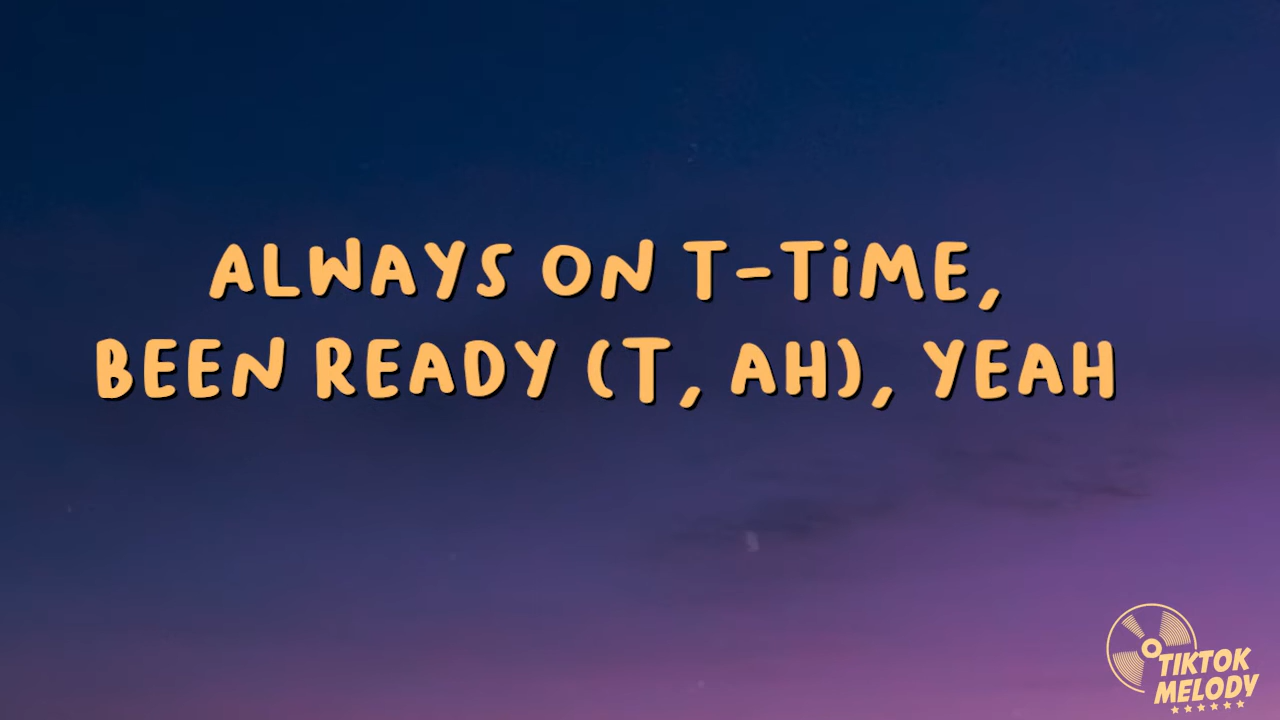 ALWAYS ON T-TiME,
BEEN READY (T, AH), YEAH
TIKTOK
MELODY